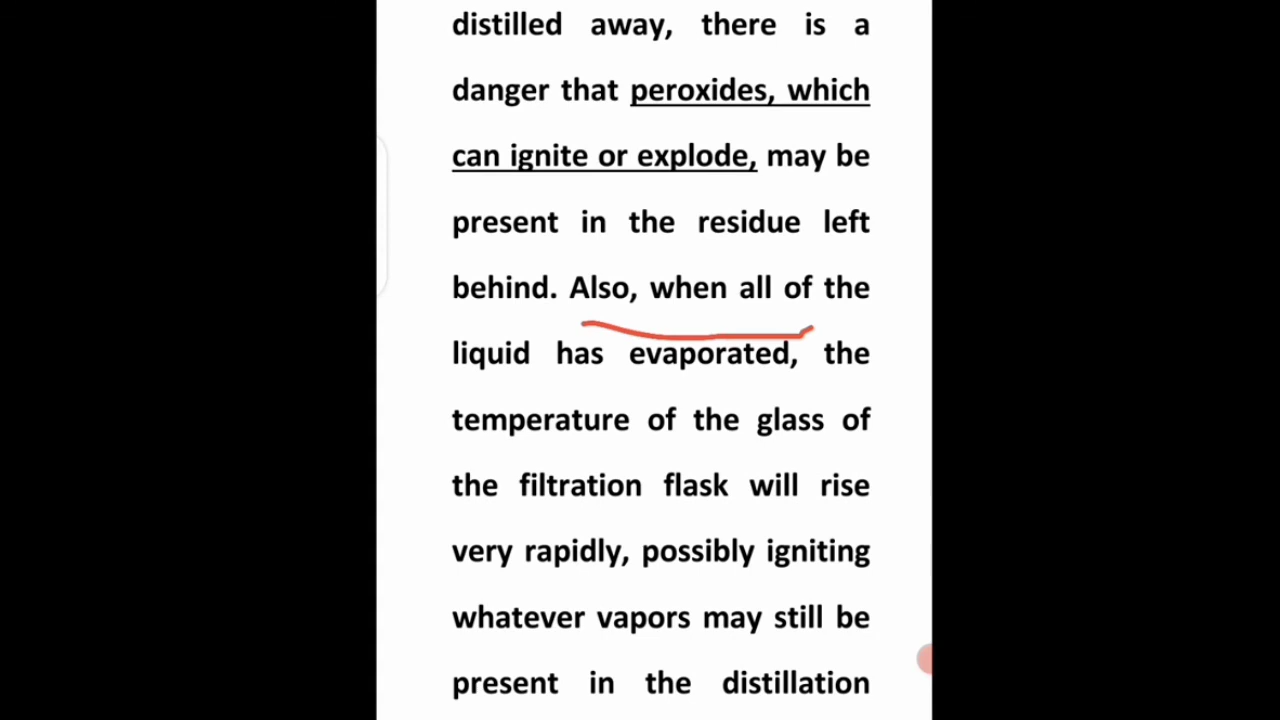 distilled away, there is a
danger that peroxides, which
can ignite or explode, may be
present in the residue left
behind. Also, when all of the
liquid has evaporated, the
temperature of the glass of
the filtration flask will rise
very rapidly, possibly igniting
whatever vapors may still be
present in the distillation